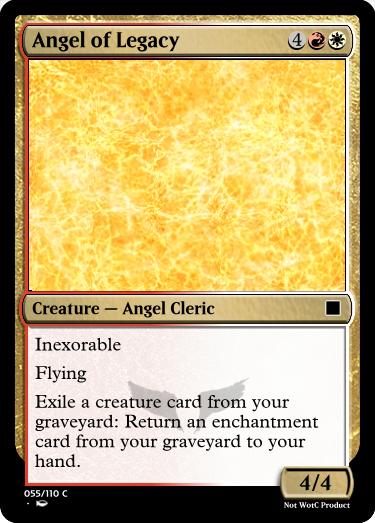 Angel of Legacy 4
Creature — Angel Cleric
Inexorable
Flying
Exile a creature card from your
graveyard: Return an enchantment
card from your graveyard to your
hand.
4/4
055/110 C
Not WotC Product